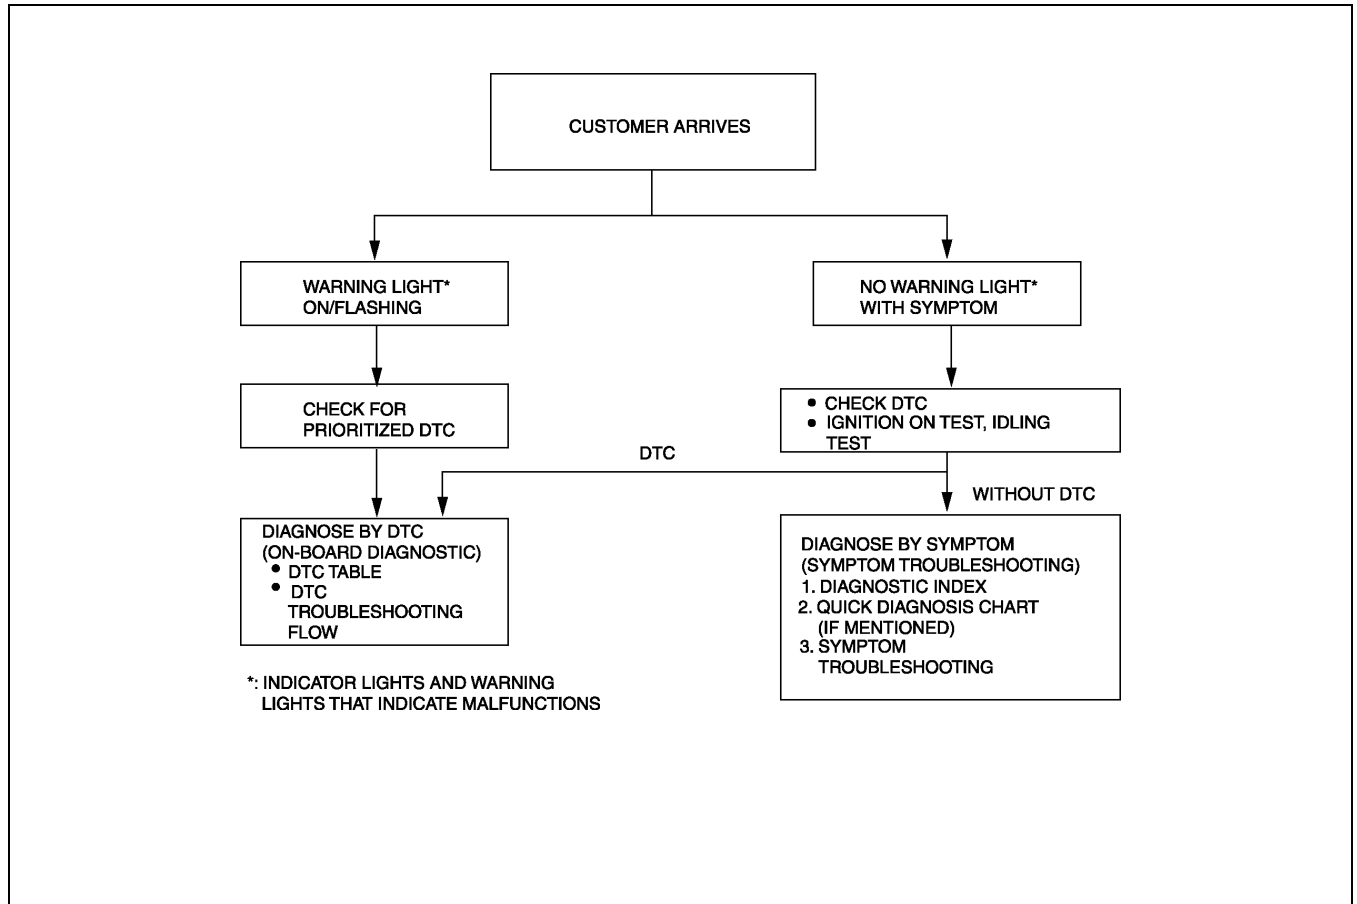 CUSTOMER ARRIVES
WARNING LIGHT*
ON/FLASHING
NO WARNING LIGHT*
WITH SYMPTOM
CHECK FOR
PRIORITIZED DTC
• CHECK DTC
• IGNITION ON TEST, IDLING
TEST
DTC
WITHOUT DTC
DIAGNOSE BY DTC
(ON-BOARD DIAGNOSTIC)
• DTC TABLE
• DTC
TROUBLESHOOTING
FLOW
DIAGNOSE BY SYMPTOM
(SYMPTOM TROUBLESHOOTING)
1. DIAGNOSTIC INDEX
2. QUICK DIAGNOSIS CHART
(IF MENTIONED)
3. SYMPTOM
TROUBLESHOOTING
*: INDICATOR LIGHTS AND WARNING
LIGHTS THAT INDICATE MALFUNCTIONS